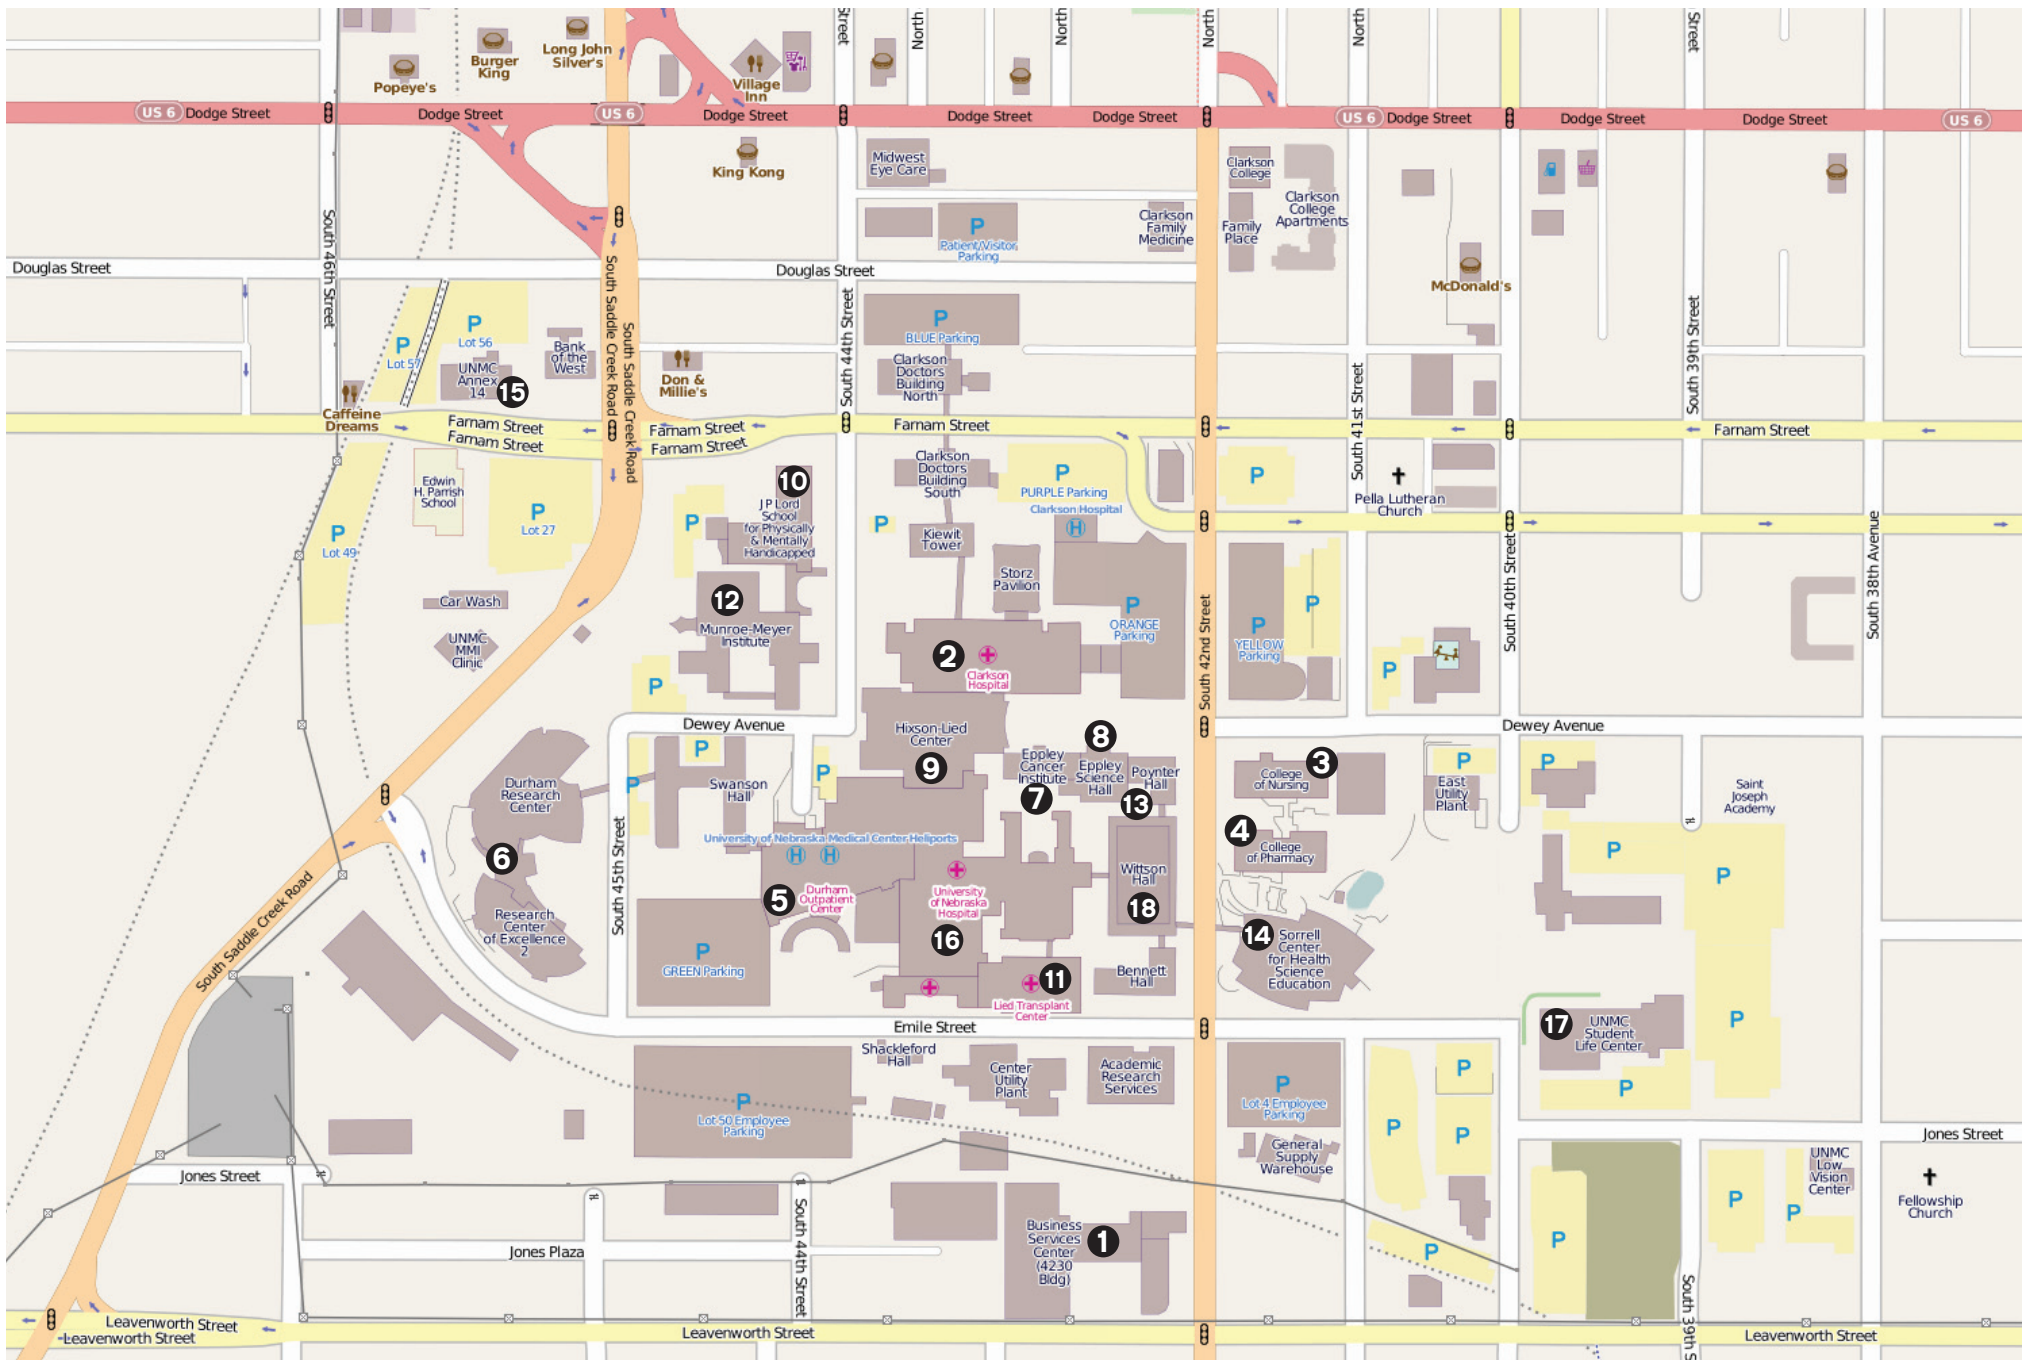 Street
North
North
North
North
Street
Popeye's
Burger
King
Long John
Silver's
Village
Inn
US 6
Dodge Street
Dodge Street
US 6
Dodge Street
Dodge Street
Dodge Street
US 6
Dodge Street
Dodge Street
Dodge Street
US 6
King Kong
Midwest
Eye Care
Clarkson
College
Clarkson
College
Apartments
Clarkson
Family
Medicine
Family
Place
P
Patient/Visitor
Parking
McDonald's
Douglas Street
Douglas Street
South 46th Street
South Saddle Creek Road
South Saddle Creek Road
South 44th Street
South 41st Street
South 39th Street
P
Lot 57
P
Lot 56
UNMC
Annex
14
15
Bank
of the
West
Don &
Millie's
P
BLUE Parking
Clarkson
Doctors
Building
North
Caffeine
Dreams
Farnam Street
Farnam Street
Farnam Street
Farnam Street
Farnam Street
Farnam Street
Edwin
H. Parrish
School
P
Lot 27
P
Lot 49
P
10
J P Lord
School
for Physically
& Mentally
Handicapped
P
Clarkson
Doctors
Building
South
P
PURPLE Parking
Clarkson Hospital
H
P
Pella Lutheran
Church
Kiewit
Tower
Storz
Pavilion
P
ORANGE
Parking
P
YELLOW
Parking
P
P
South 42nd Street
South 40th Street
South 38th Avenue
Car Wash
UNMC
MMI
Clinic
12
Munroe-Meyer
Institute
P
2
Clarkson
Hospital
Dewey Avenue
Dewey Avenue
Hixson-Lied
Center
9
Eppley
Cancer
Institute
7
8
Eppley
Science
Hall
Poynter
Hall
13
College
of Nursing
3
4
College
of Pharmacy
P
East
Utility
Plant
P
Saint
Joseph
Academy
Durham
Research
Center
6
Research
Center
of Excellence
2
P
P
Swanson
Hall
P
University of Nebraska Medical Center Heliports
H
H
5
Durham
Outpatient
Center
University
of Nebraska
Hospital
16
Wittson
Hall
18
14
Sorrell
Center
for Health
Science
Education
P
P
South 45th Street
P
GREEN Parking
11
Lied Transplant
Center
Bennett
Hall
South Saddle Creek Road
Emile Street
17
UNMC
Student
Life Center
P
P
Shackleford
Hall
Center
Utility
Plant
Academic
Research
Services
P
Lot 50 Employee
Parking
P
Lot 4 Employee
Parking
General
Supply
Warehouse
P
P
P
Jones Street
Jones Street
UNMC
Low
Vision
Center
Fellowship
Church
P
P
P
P
Business
Services
Center
(4230
Bldg)
1
Jones Plaza
South 44th Street
South 39th S
Leavenworth Street
Leavenworth Street
Leavenworth Street
Leavenworth Street